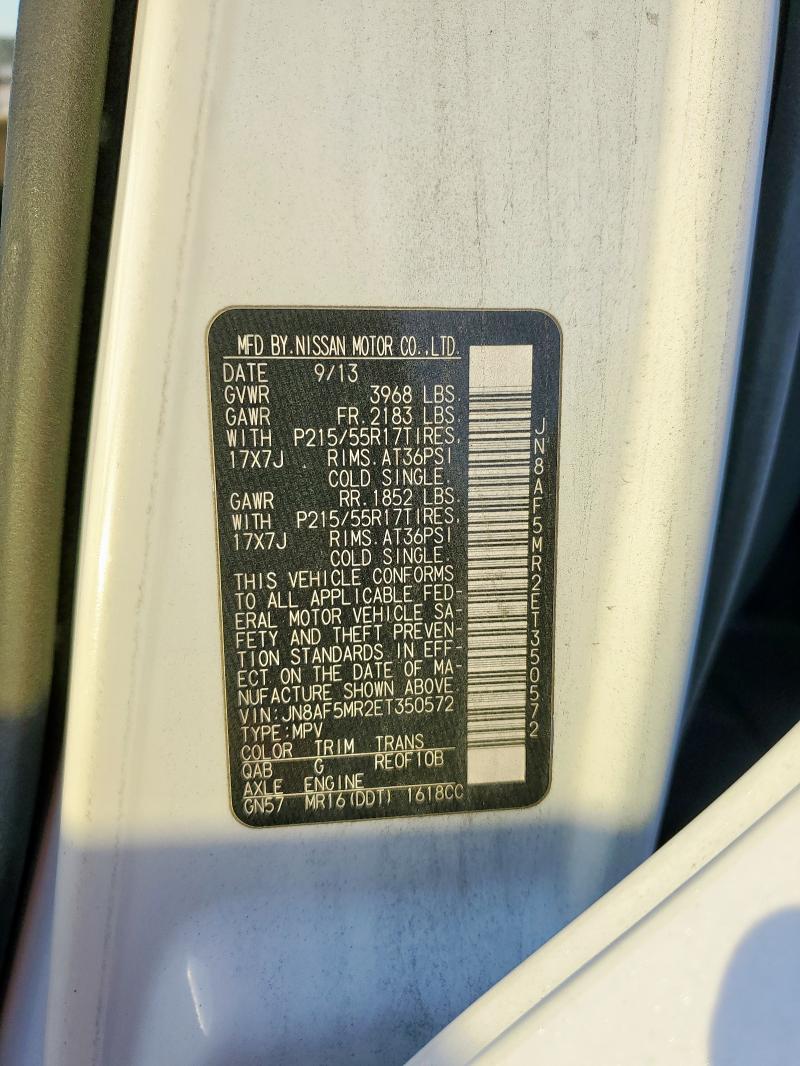 MFD BY.NISSAN MOTOR CO.,LTD.
DATE 9/13
GVWR 3968 LBS.
GAWR FR.2183 LBS.
WITH P215/55R17TIRES,
17X7J RIMS.AT36PSI
COLD SINGLE.
GAWR RR.1852 LBS.
WITH P215/55R17TIRES,
17X7J RIMS.AT36PSI
COLD SINGLE.
THIS VEHICLE CONFORMS
TO ALL APPLICABLE FED-
ERAL MOTOR VEHICLE SA-
FETY AND THEFT PREVEN-
TION STANDARDS IN EFF-
ECT ON THE DATE OF MA-
NUFACTURE SHOWN ABOVE
VIN:JN8AF5MR2ET350572
TYPE:MPV
COLOR TRIM TRANS
QAB G RE0F10B
AXLE ENGINE
GN57 MR16(DDT) 1618CC
JN8AF5MR2ET350572